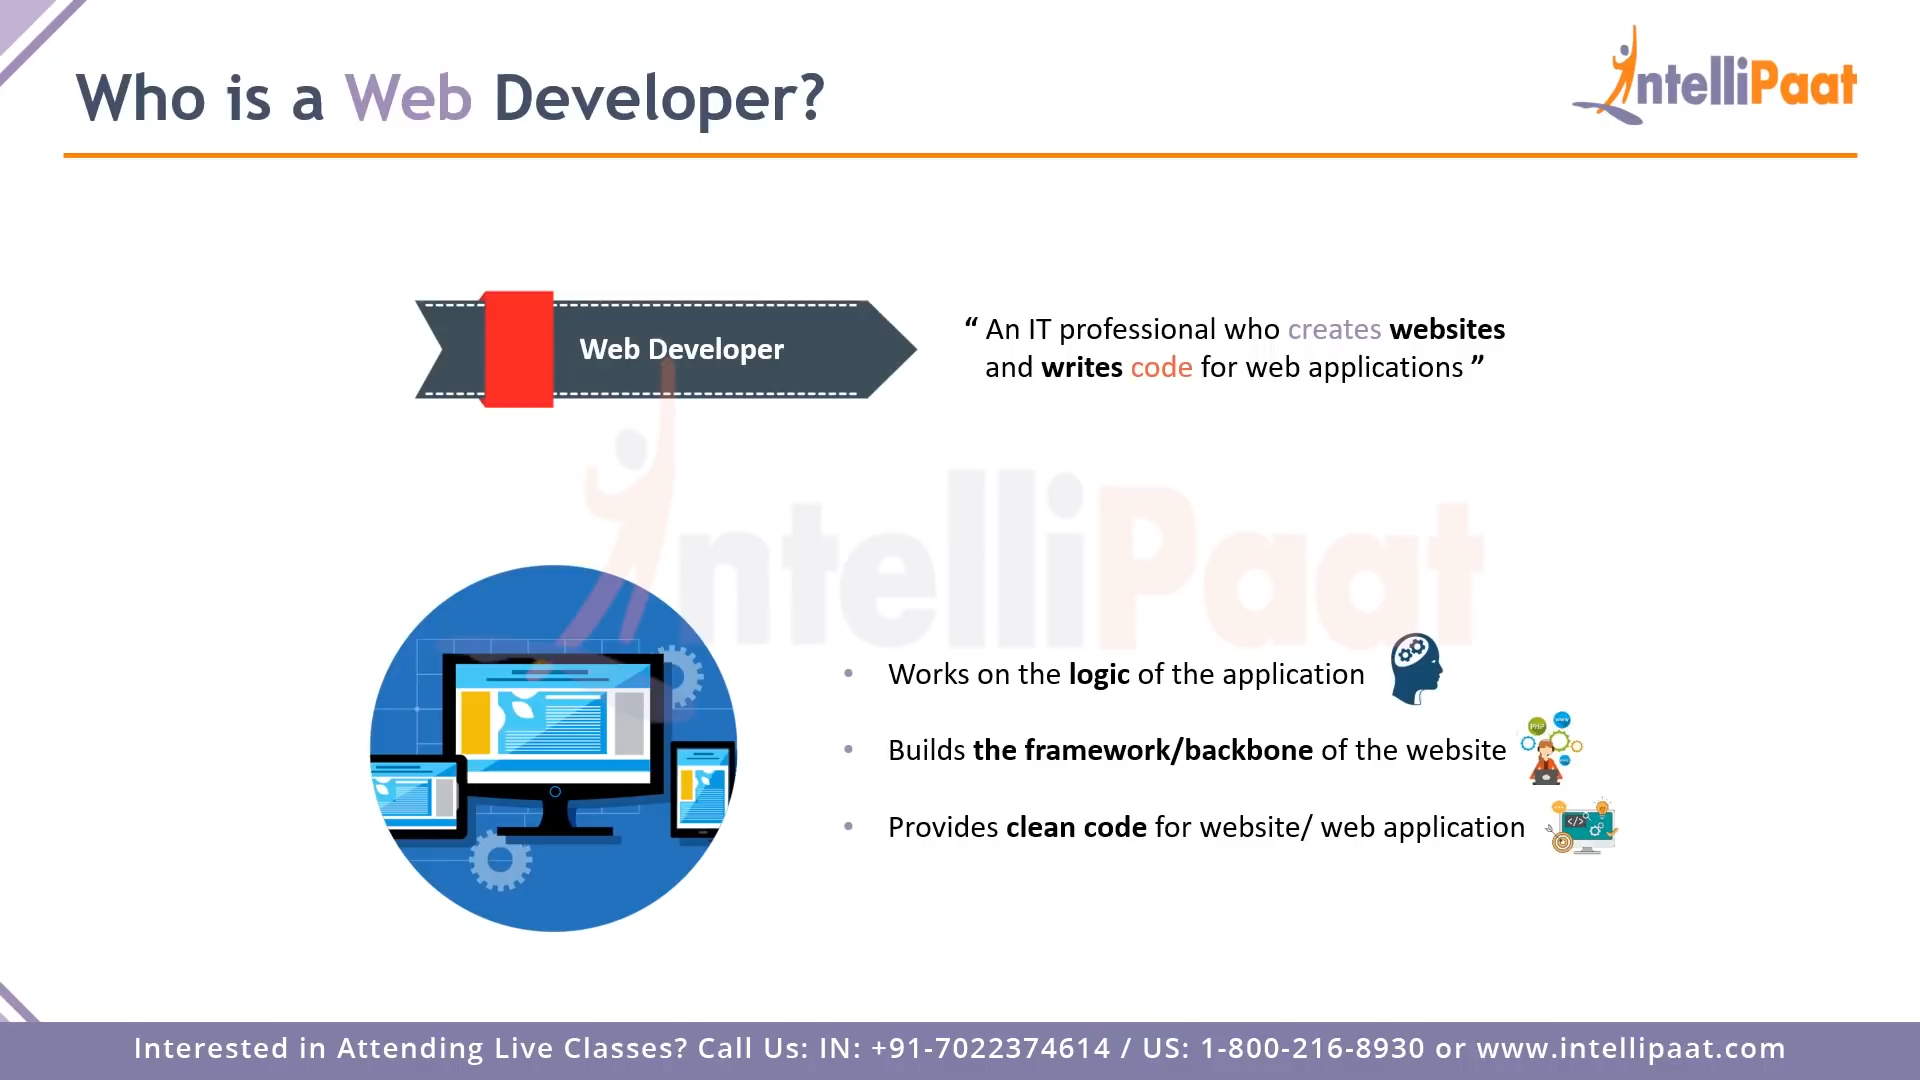 Who is a Web Developer?
IntelliPaat
Web Developer
“ An IT professional who creates websites
and writes code for web applications ”
IntelliPaat
• Works on the logic of the application
• Builds the framework/backbone of the website
PHP
www
• Provides clean code for website/ web application
</>
Interested in Attending Live Classes? Call Us: IN: +91-7022374614 / US: 1-800-216-8930 or www.intellipaat.com